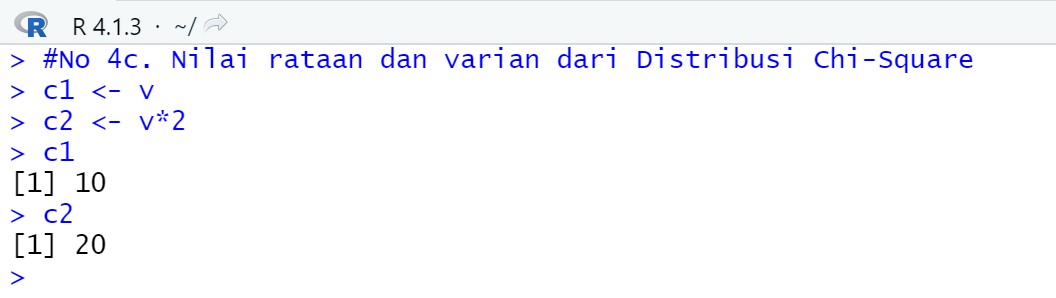 R 4.1.3 · ~/
> #No 4c. Nilai rataan dan varian dari Distribusi Chi-Square
> c1 <- v
> c2 <- v*2
> c1
[1] 10
> c2
[1] 20
>